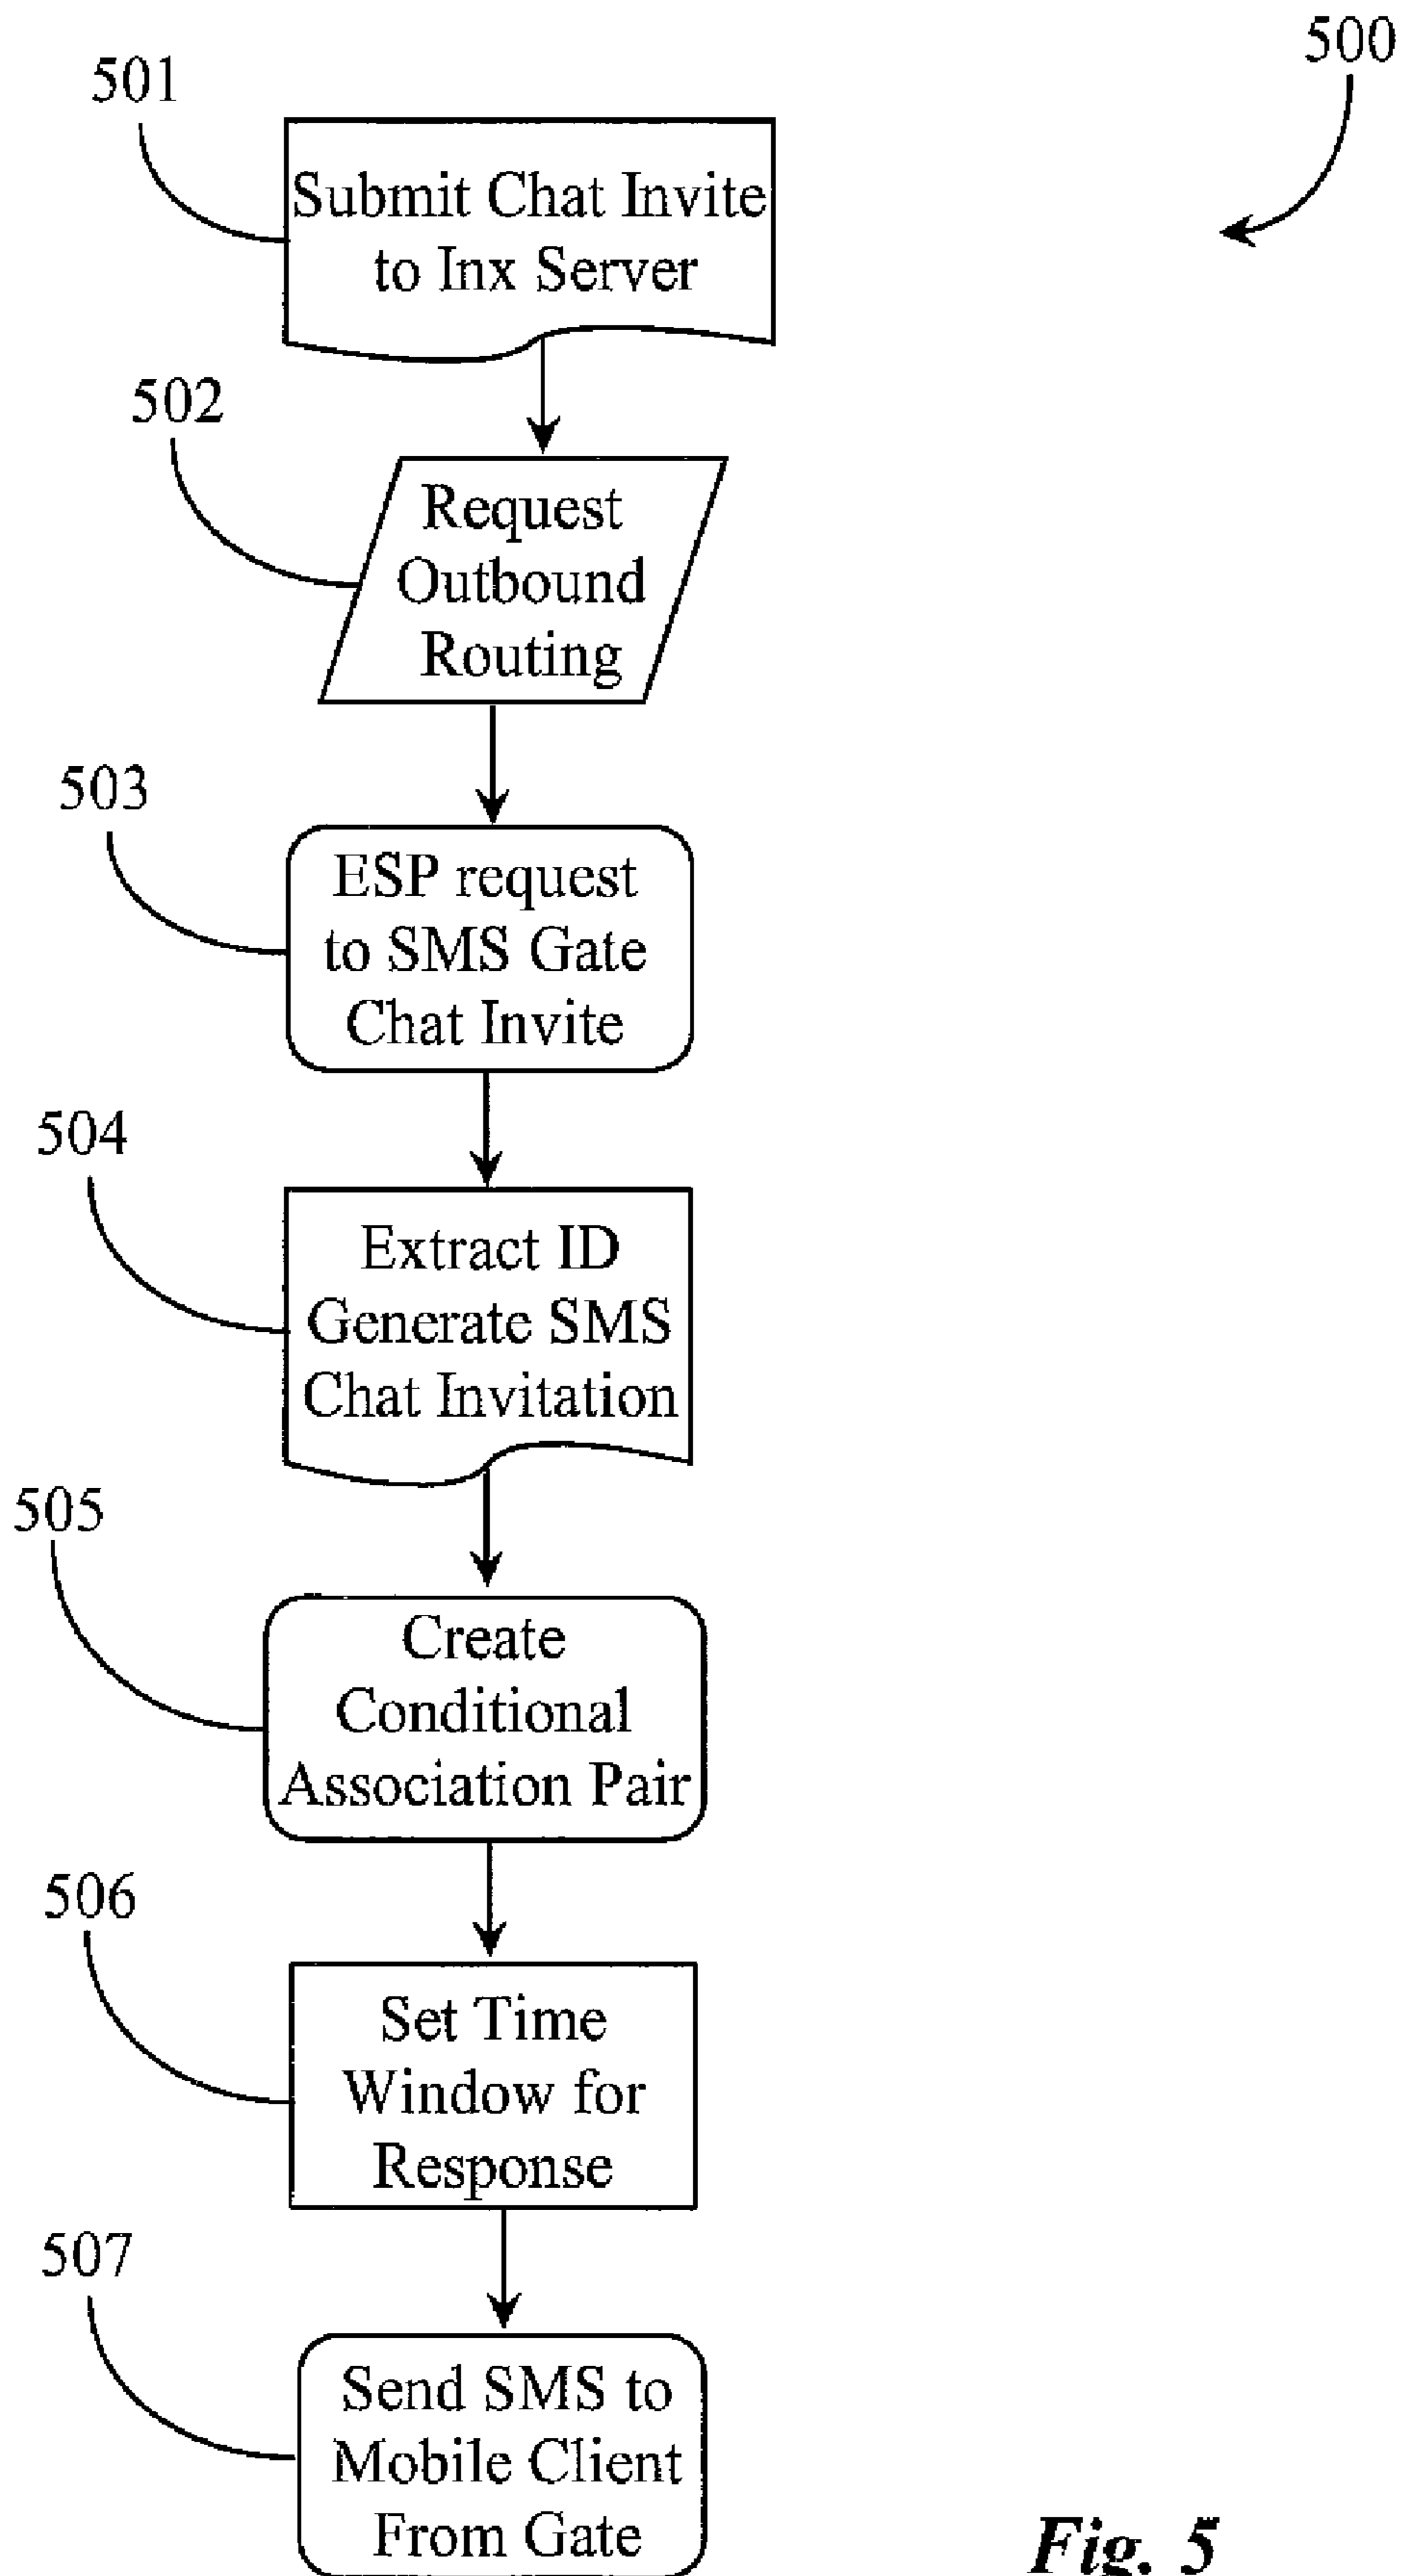 500
501
Submit Chat Invite
to Inx Server
502
Request
Outbound
Routing
503
ESP request
to SMS Gate
Chat Invite
504
Extract ID
Generate SMS
Chat Invitation
505
Create
Conditional
Association Pair
506
Set Time
Window for
Response
507
Send SMS to
Mobile Client
From Gate
Fig. 5